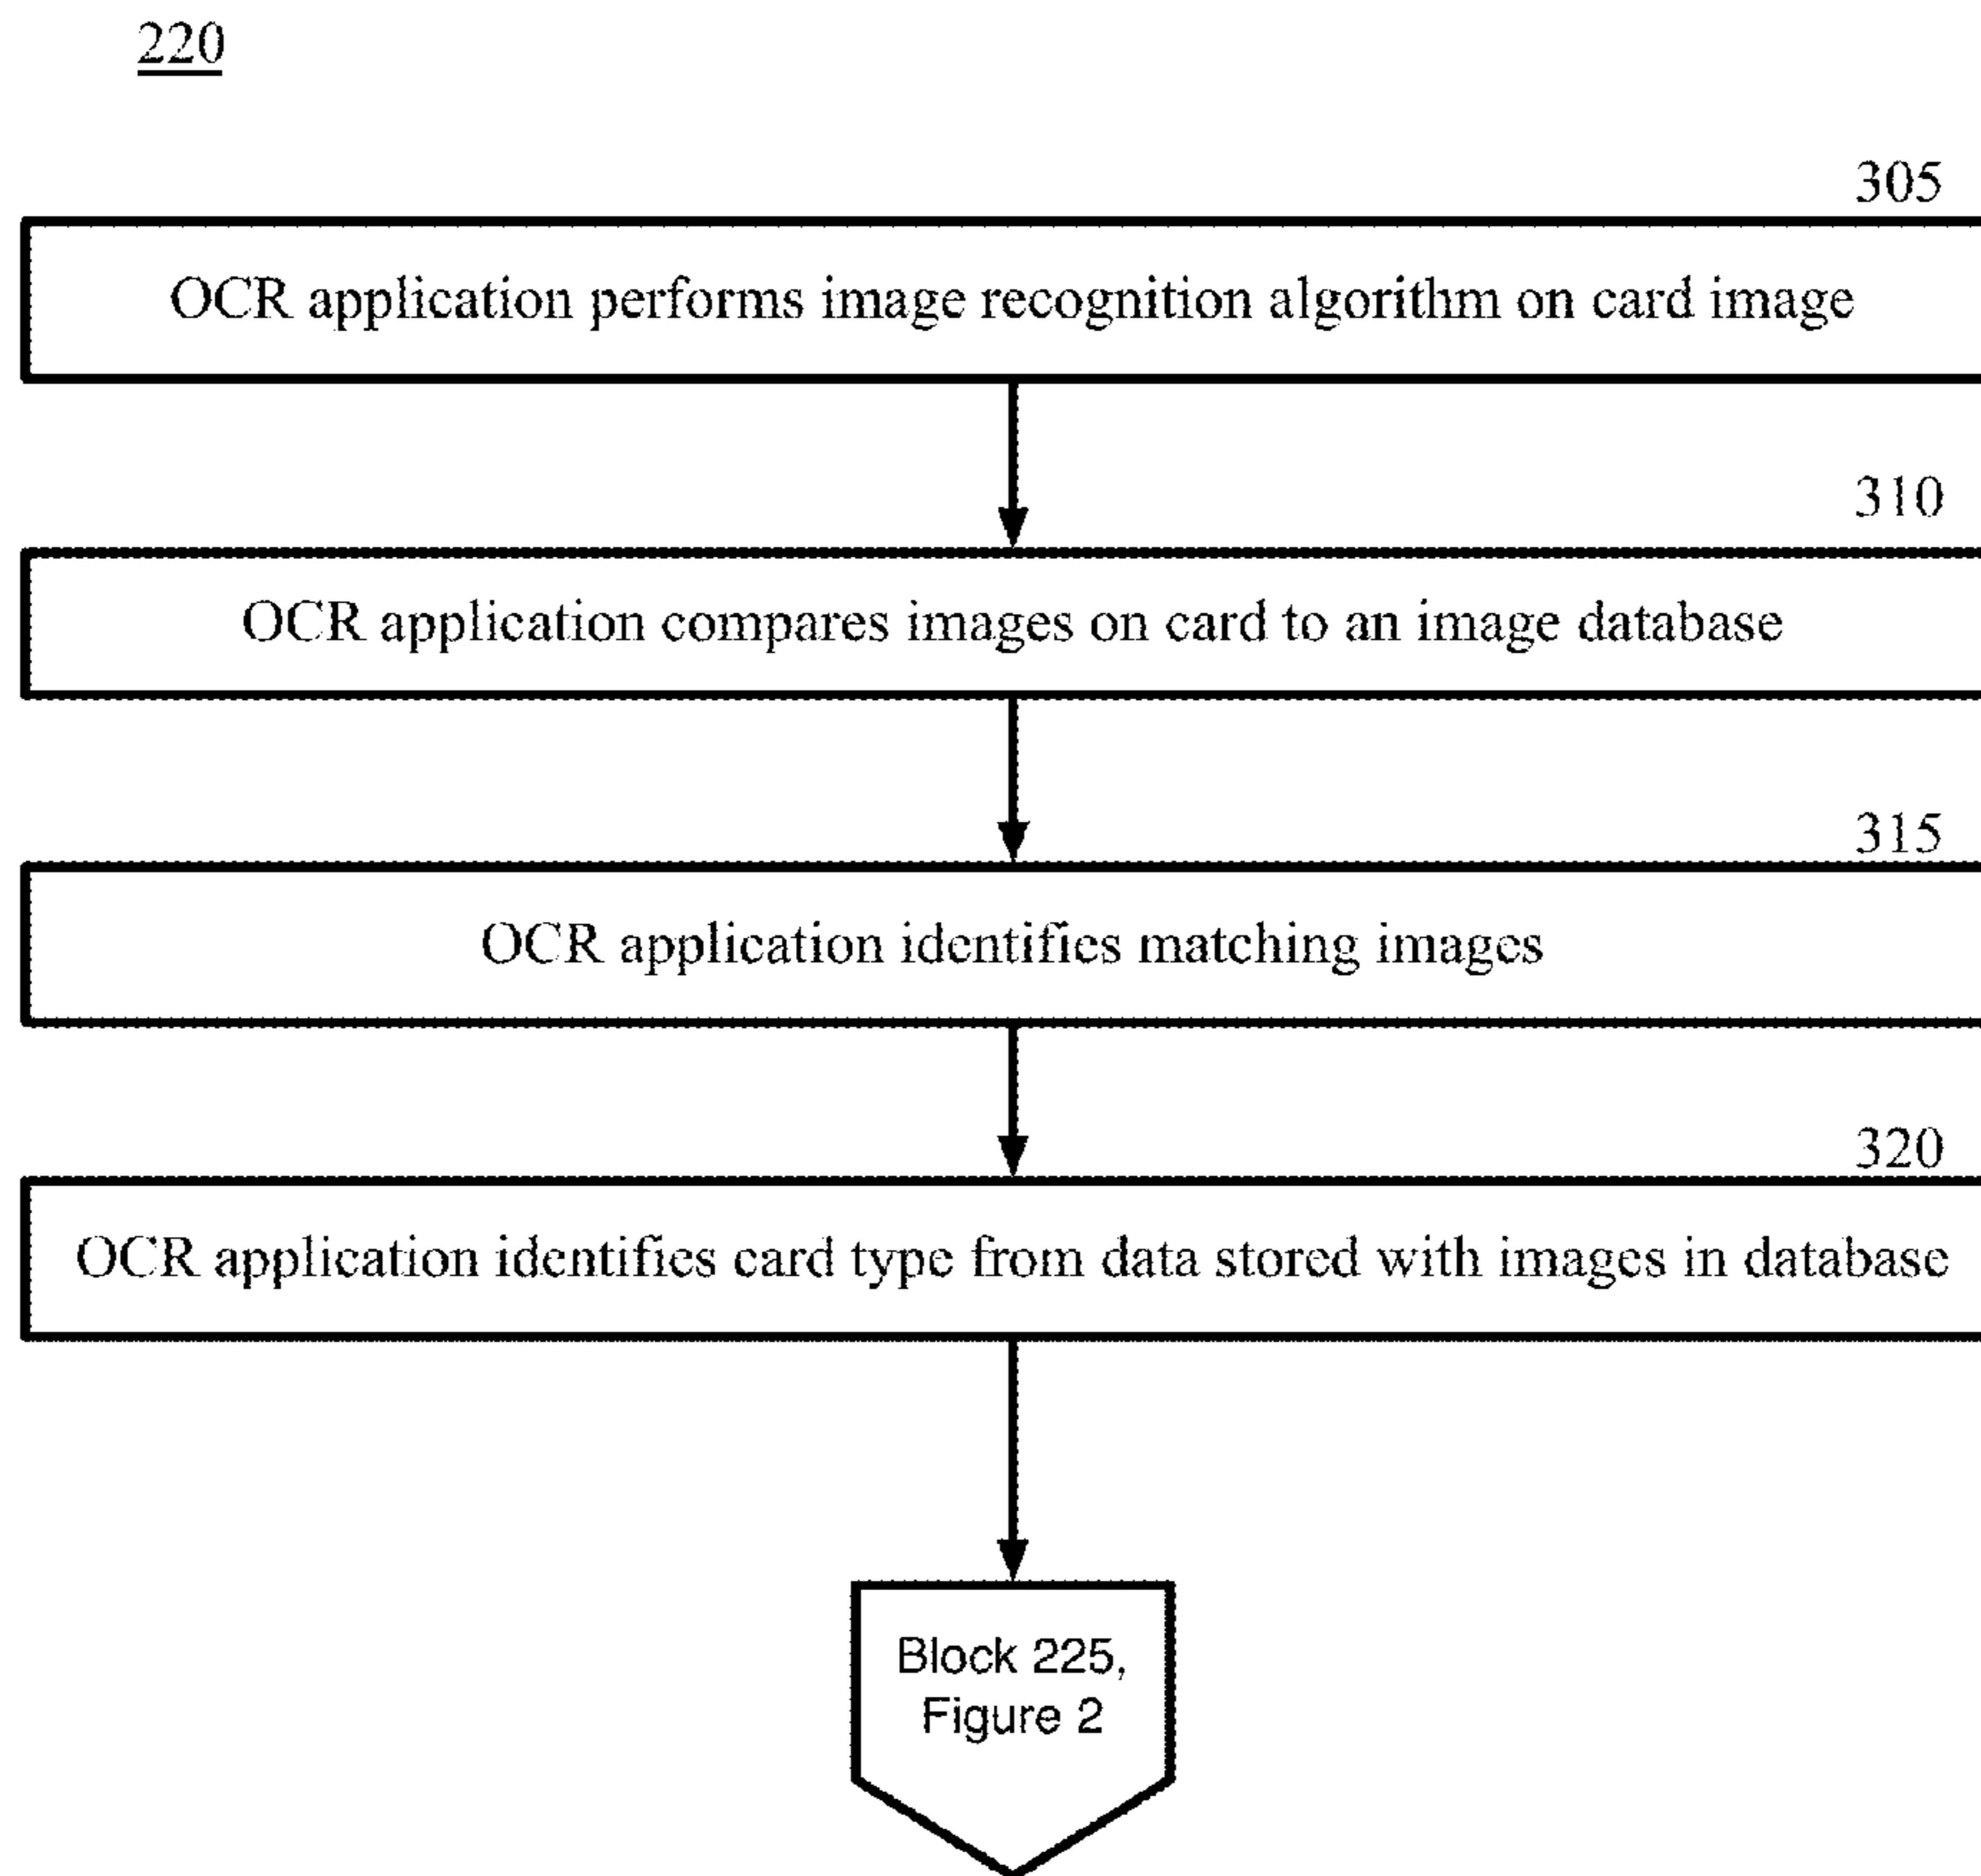 220
305
OCR application performs image recognition algorithm on card image
310
OCR application compares images on card to an image database
315
OCR application identifies matching images
320
OCR application identifies card type from data stored with images in database
Block 225,
Figure 2